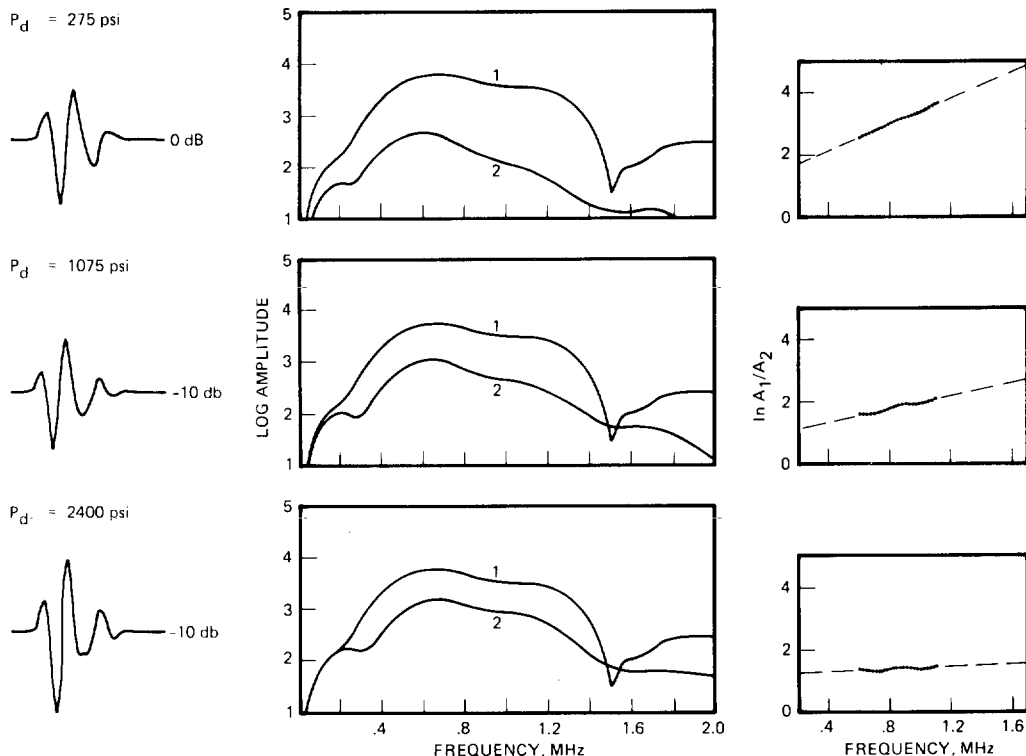 P_d = 275 psi
0 dB
5
4
3
2
1
1
2
4
2
0
P_d = 1075 psi
-10 db
LOG AMPLITUDE
5
4
3
2
1
1
2
ln A_1/A_2
4
2
0
P_d- = 2400 psi
-10 db
5
4
3
2
1
1
2
.4 .8 1.2 1.6 2.0
FREQUENCY, MHz
4
2
0
.4 .8 1.2 1.6
FREQUENCY, MHz